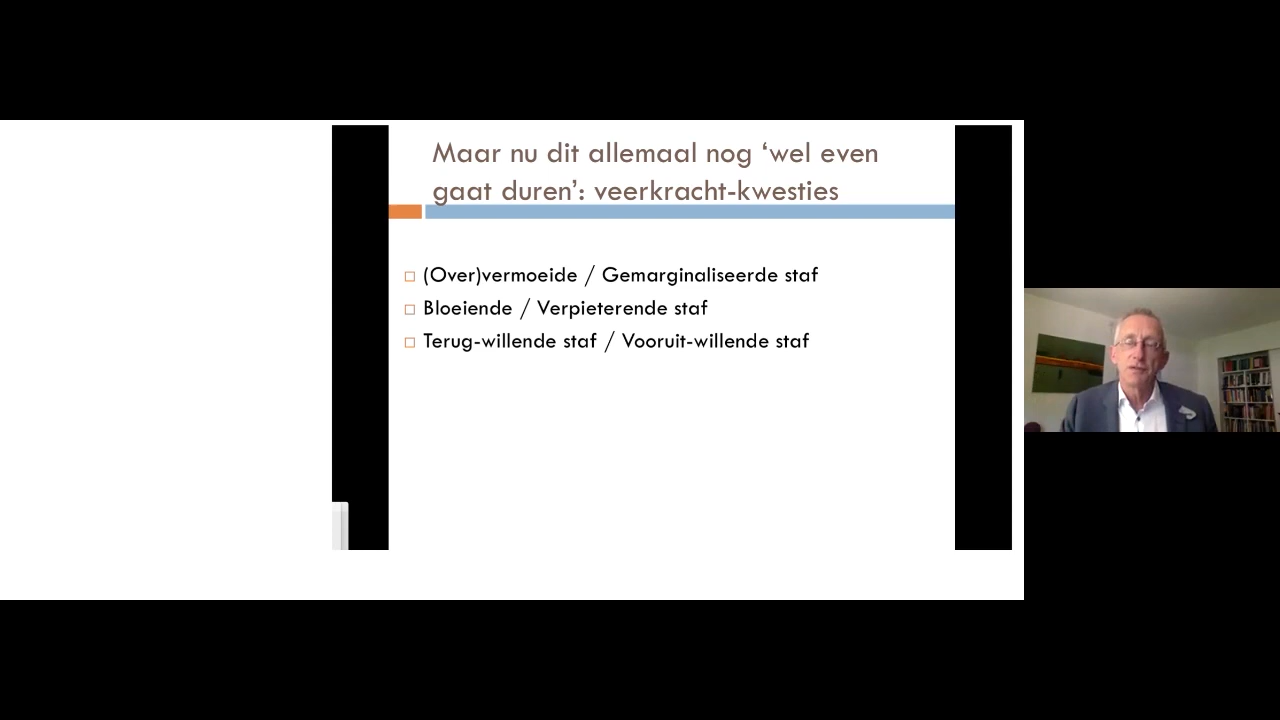 Maar nu dit allemaal nog ‘wel even
gaat duren’: veerkracht-kwesties
(Over)vermoeide / Gemarginaliseerde staf
Bloeiende / Verpieterende staf
Terug-willende staf / Vooruit-willende staf